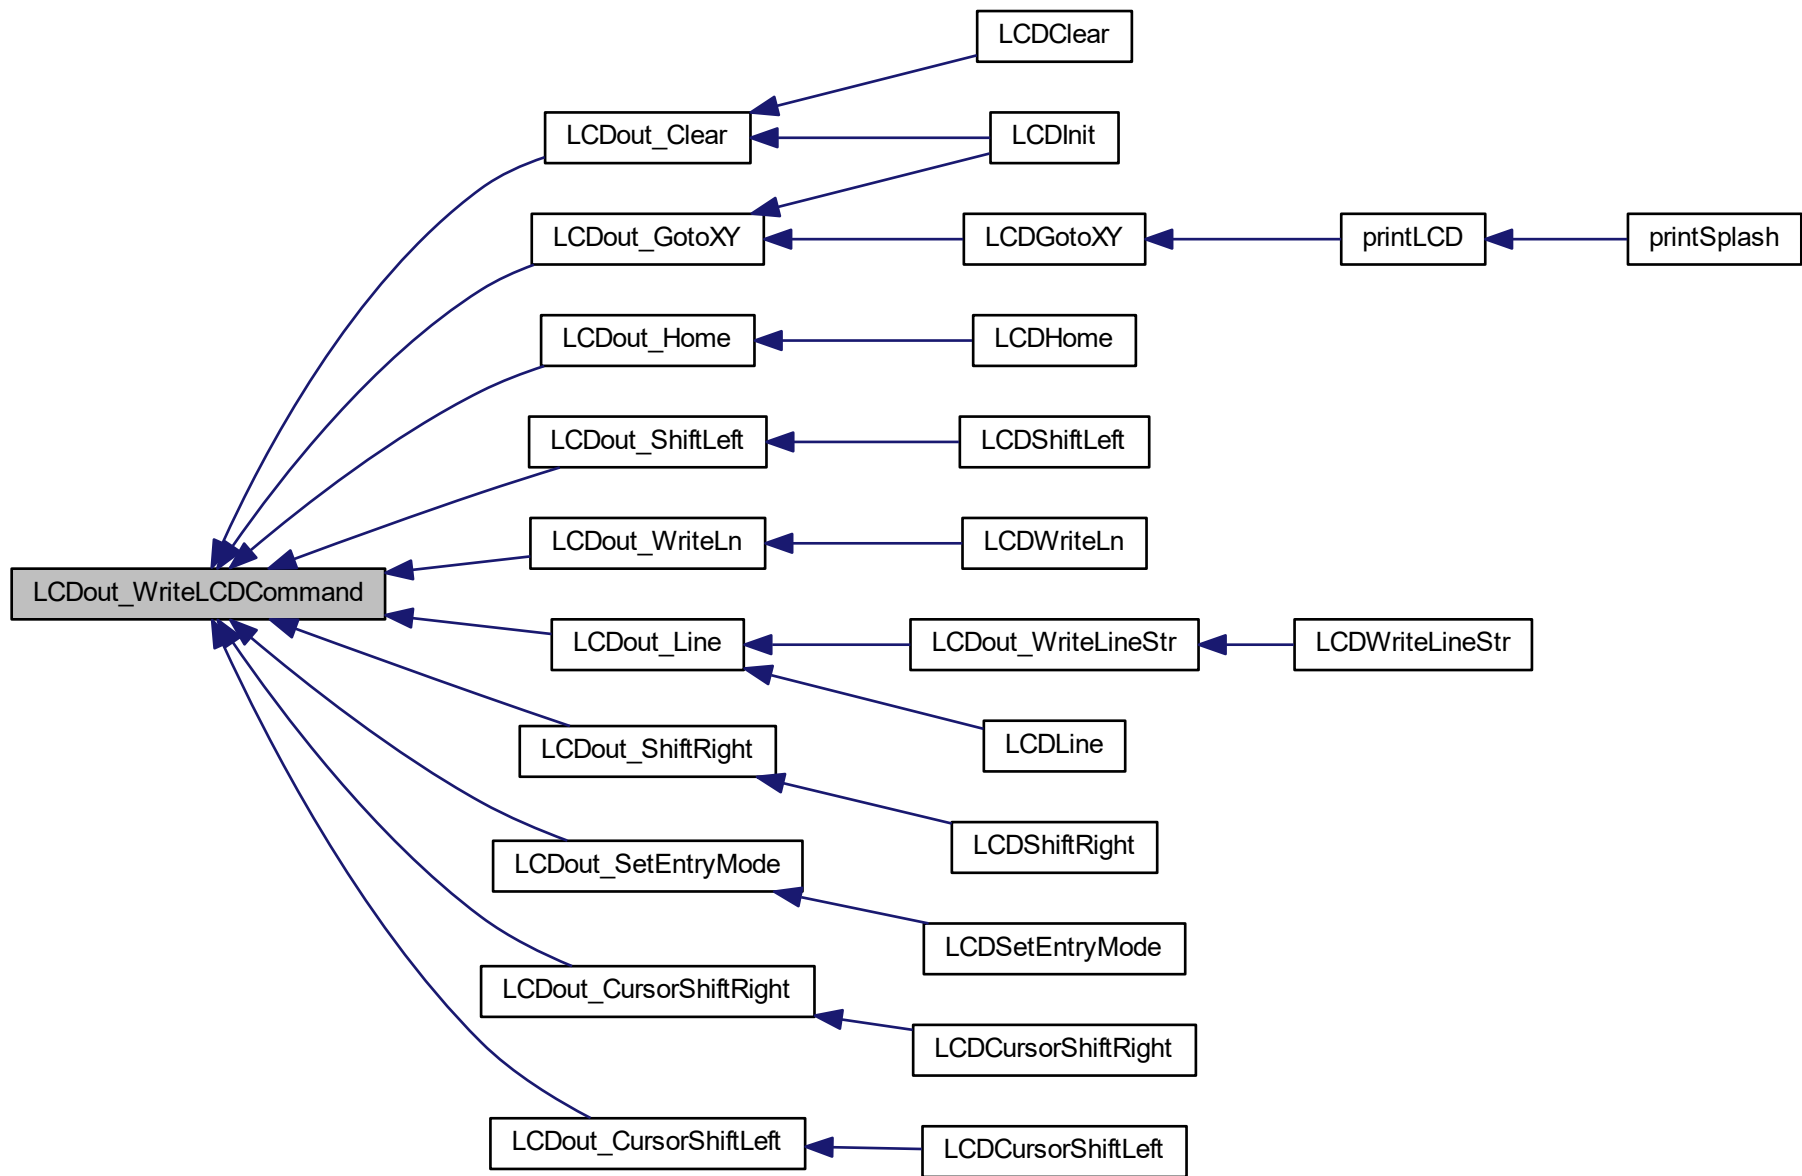 LCDClear
LCDout_Clear
LCDInit
LCDout_GotoXY
LCDGotoXY
printLCD
printSplash
LCDout_Home
LCDHome
LCDout_ShiftLeft
LCDShiftLeft
LCDout_WriteLn
LCDWriteLn
LCDout_WriteLCDCommand
LCDout_Line
LCDout_WriteLineStr
LCDWriteLineStr
LCDout_ShiftRight
LCDLine
LCDShiftRight
LCDout_SetEntryMode
LCDSetEntryMode
LCDout_CursorShiftRight
LCDCursorShiftRight
LCDout_CursorShiftLeft
LCDCursorShiftLeft